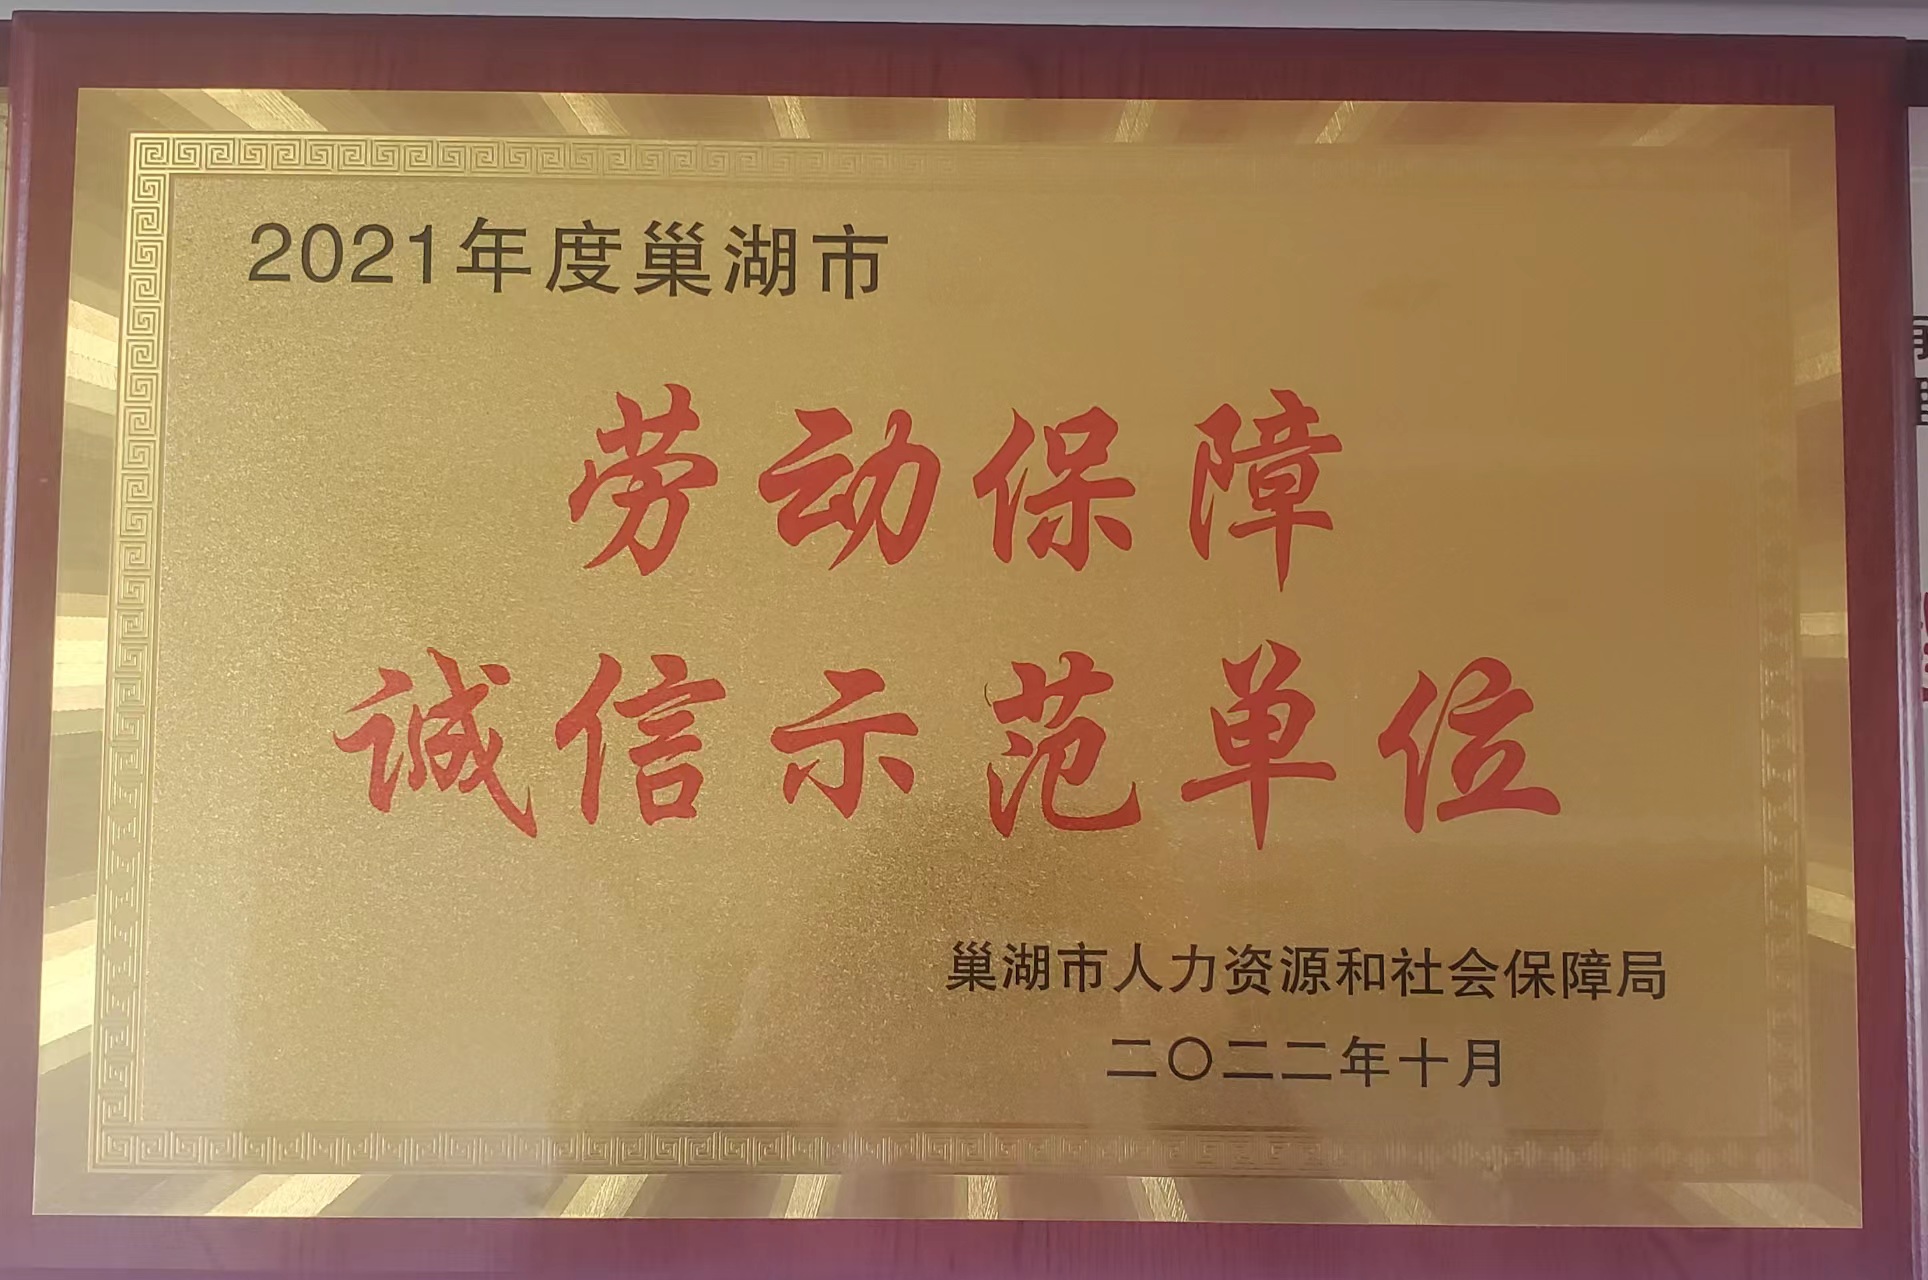 2021年度巢湖市
劳动保障
诚信示范单位
巢湖市人力资源和社会保障局
二〇二二年十月